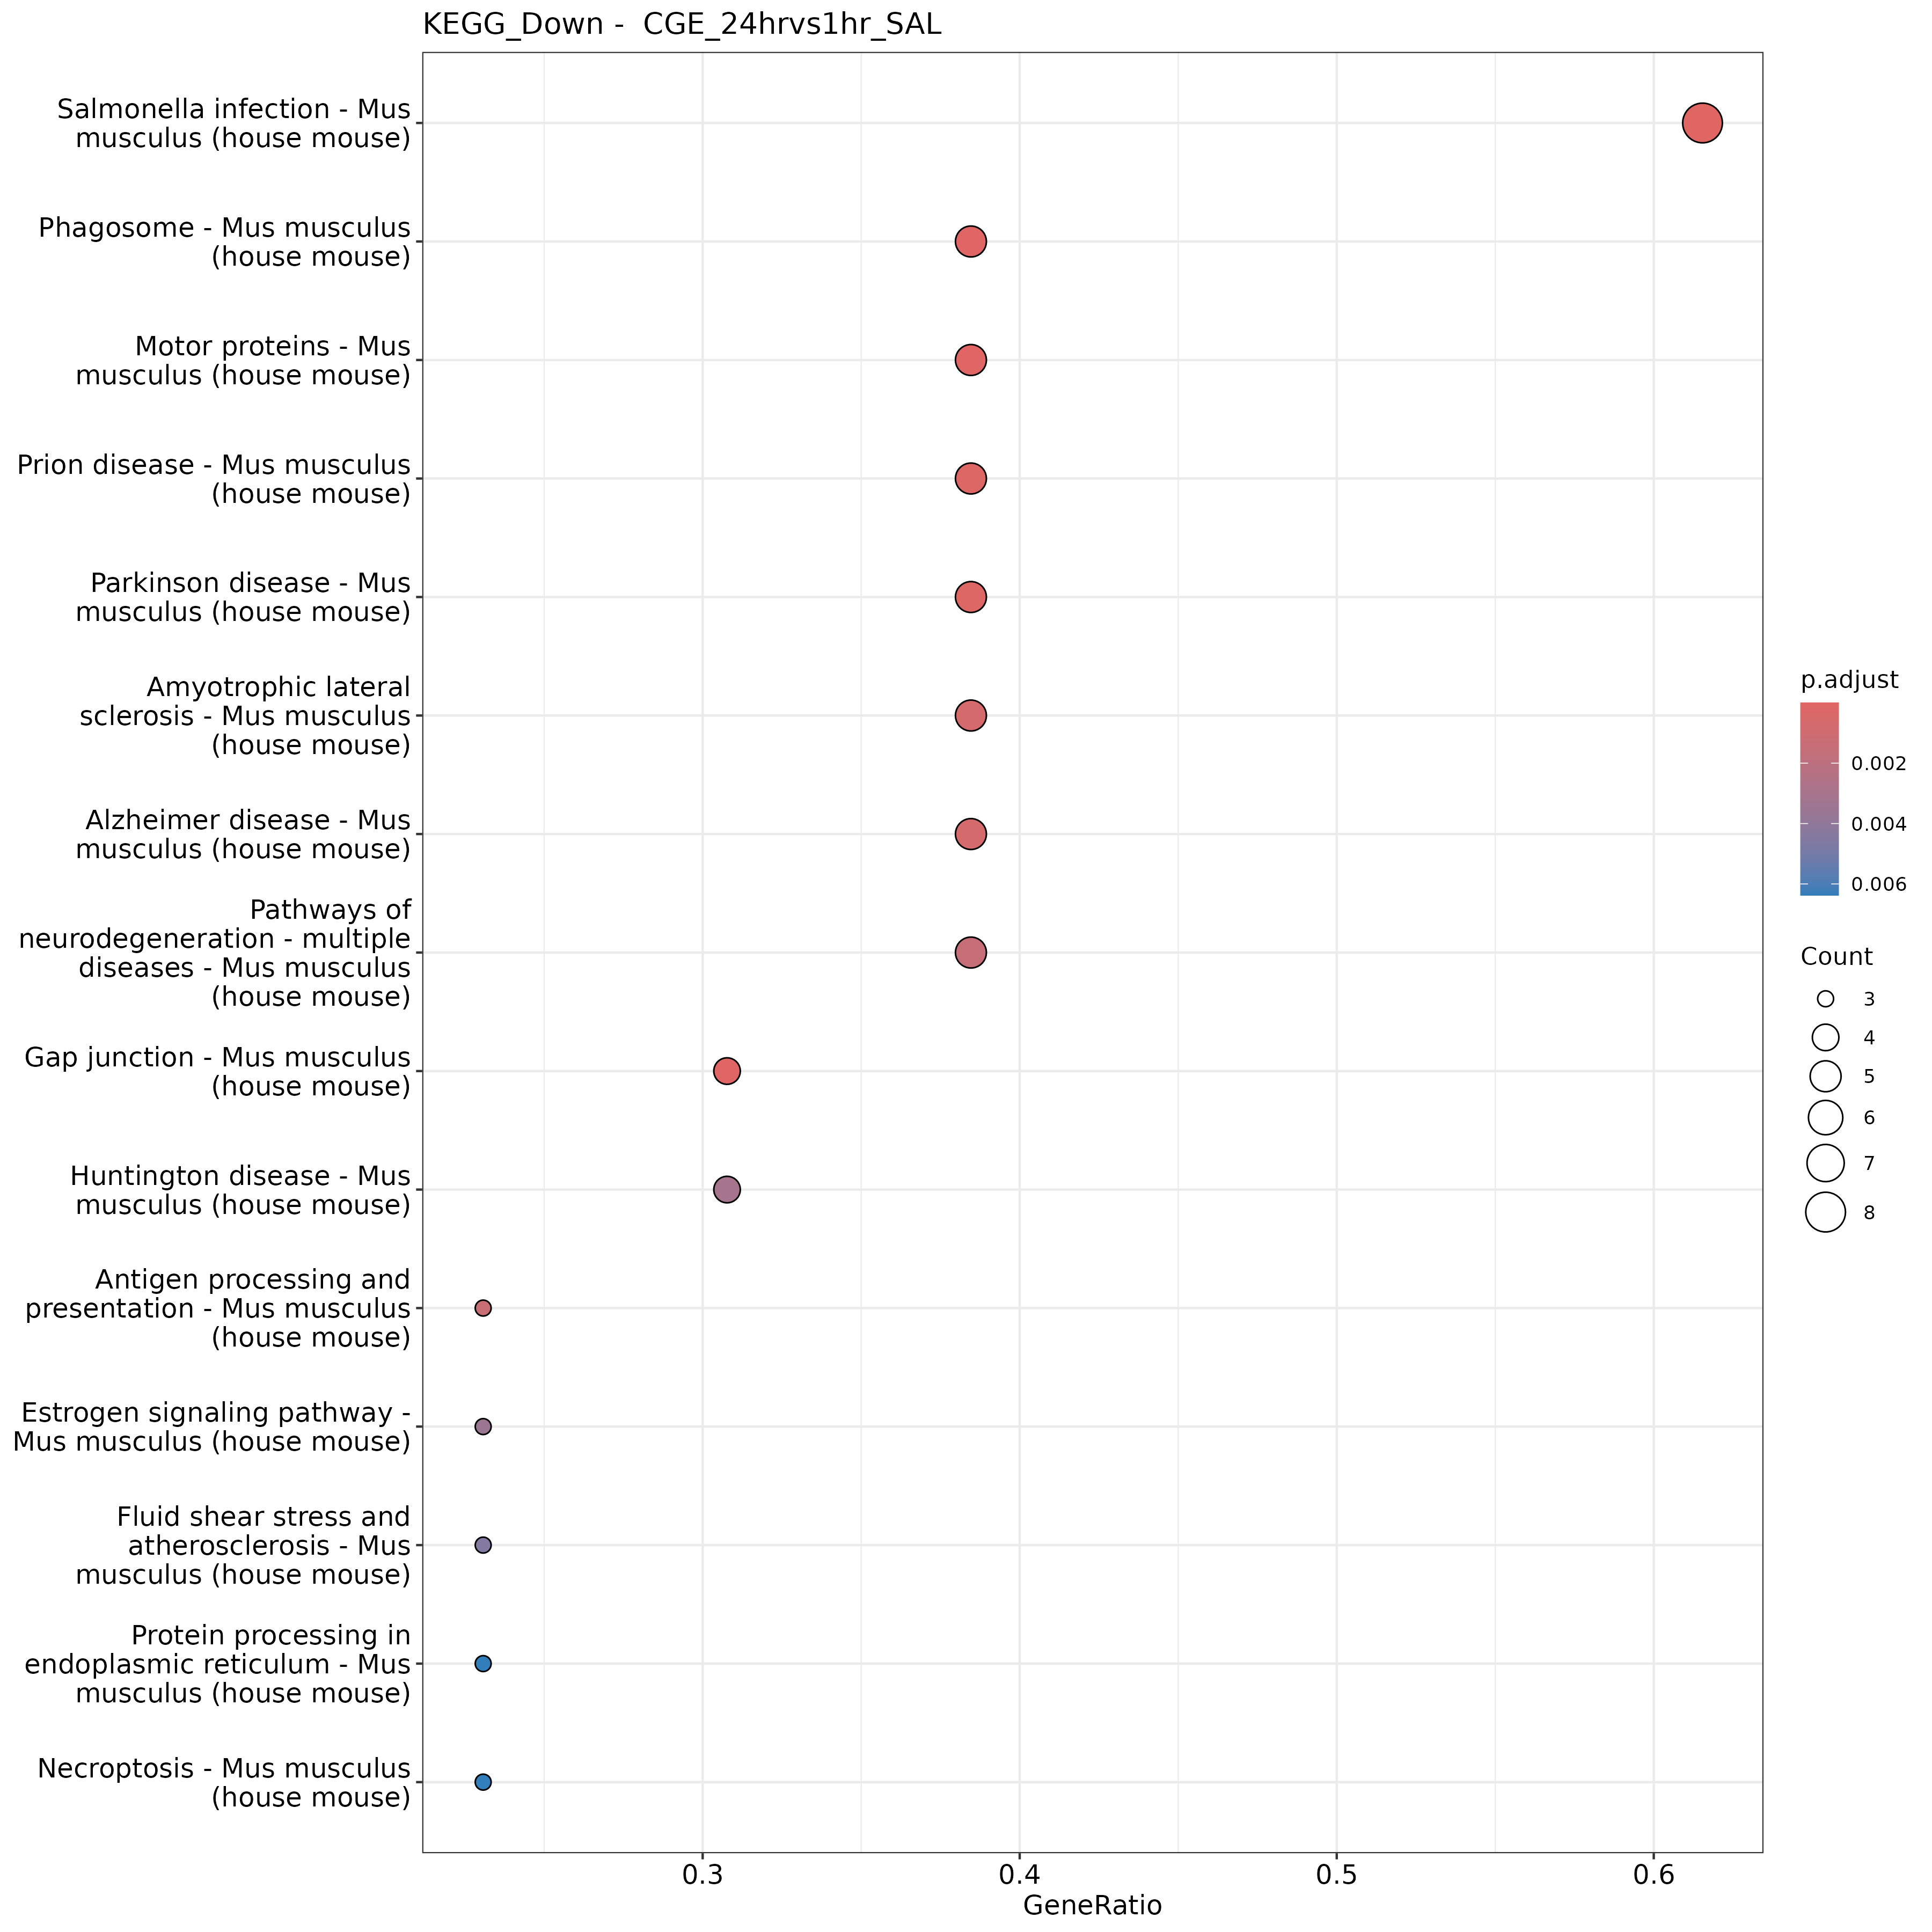 KEGG_Down -  CGE_24hrvs1hr_SAL
Salmonella infection - Mus
musculus (house mouse)
Phagosome - Mus musculus
(house mouse)
Motor proteins - Mus
musculus (house mouse)
Prion disease - Mus musculus
(house mouse)
Parkinson disease - Mus
musculus (house mouse)
Amyotrophic lateral
sclerosis - Mus musculus
(house mouse)
Alzheimer disease - Mus
musculus (house mouse)
Pathways of
neurodegeneration - multiple
diseases - Mus musculus
(house mouse)
Gap junction - Mus musculus
(house mouse)
Huntington disease - Mus
musculus (house mouse)
Antigen processing and
presentation - Mus musculus
(house mouse)
Estrogen signaling pathway -
Mus musculus (house mouse)
Fluid shear stress and
atherosclerosis - Mus
musculus (house mouse)
Protein processing in
endoplasmic reticulum - Mus
musculus (house mouse)
Necroptosis - Mus musculus
(house mouse)
0.3
0.4
0.5
0.6
GeneRatio
p.adjust
0.002
0.004
0.006
Count
3
4
5
6
7
8